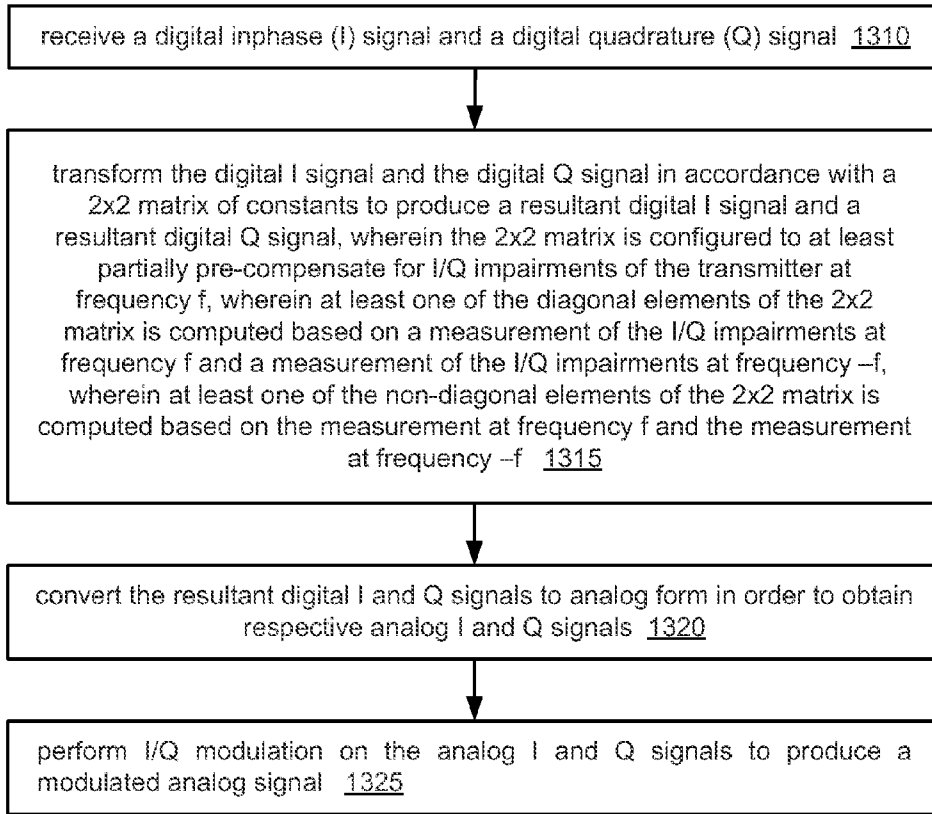 receive a digital inphase (I) signal and a digital quadrature (Q) signal 1310
transform the digital I signal and the digital Q signal in accordance with a
2x2 matrix of constants to produce a resultant digital I signal and a
resultant digital Q signal, wherein the 2x2 matrix is configured to at least
partially pre-compensate for I/Q impairments of the transmitter at
frequency f, wherein at least one of the diagonal elements of the 2x2
matrix is computed based on a measurement of the I/Q impairments at
frequency f and a measurement of the I/Q impairments at frequency –f,
wherein at least one of the non-diagonal elements of the 2x2 matrix is
computed based on the measurement at frequency f and the measurement
at frequency –f 1315
convert the resultant digital I and Q signals to analog form in order to obtain
respective analog I and Q signals 1320
perform I/Q modulation on the analog I and Q signals to produce a
modulated analog signal 1325